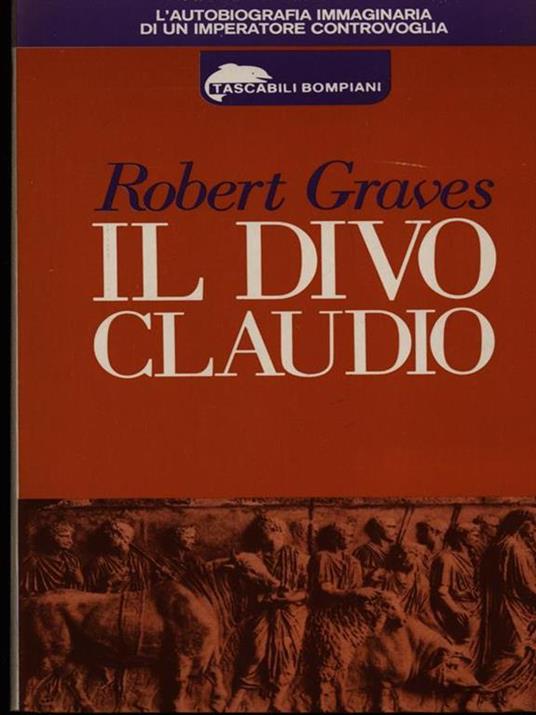 L'AUTOBIOGRAFIA IMMAGINARIA
DI UN IMPERATORE CONTROVOGLIA
TASCABILI BOMPIANI
Robert Graves
IL DIVO
CLAUDIO